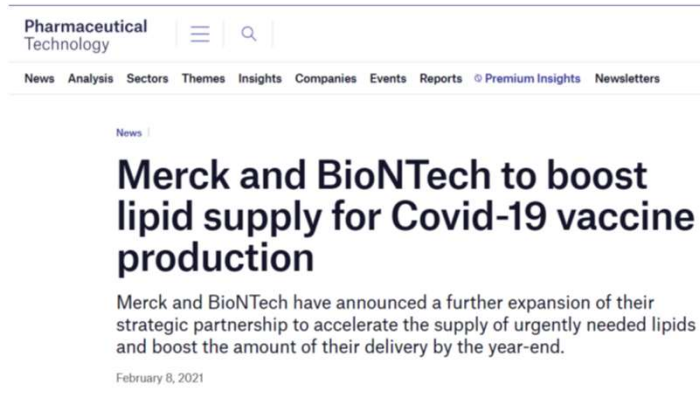 Pharmaceutical
Technology
News Analysis Sectors Themes Insights Companies Events Reports Premium Insights Newsletters
News
Merck and BioNTech to boost
lipid supply for Covid-19 vaccine
production
Merck and BioNTech have announced a further expansion of their
strategic partnership to accelerate the supply of urgently needed lipids
and boost the amount of their delivery by the year-end.
February 8, 2021